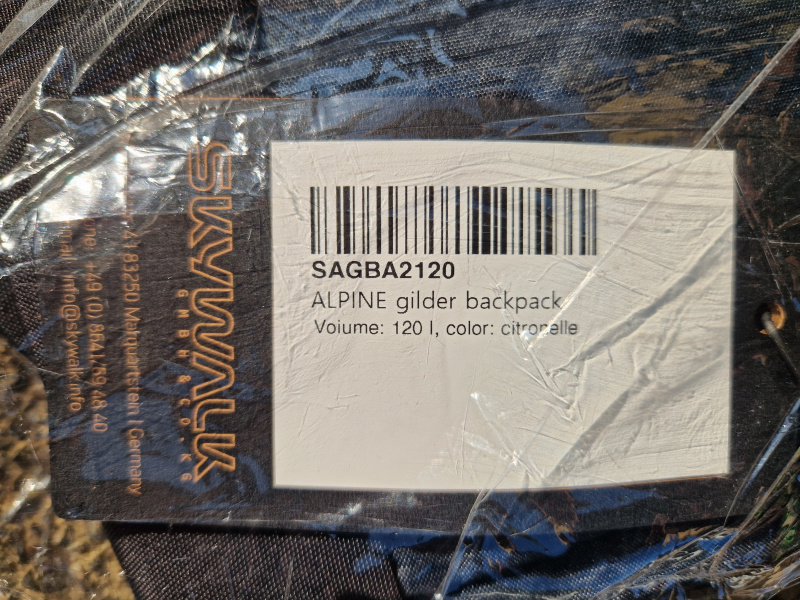 SAGBA2120
ALPINE gilder backpack
Volume: 120 l, color: citronelle
SKYWALK
GMBH & CO. KG
41 83250 Marquartstein | Germany
+49 (0) 8641/69 48 40
info@skywalk.info